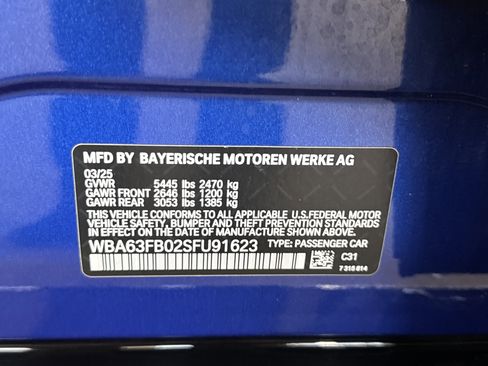 MFD BY BAYERISCHE MOTOREN WERKE AG
03/25
GVWR 5445 lbs 2470 kg
GAWR FRONT 2646 lbs 1200 kg
GAWR REAR 3053 lbs 1385 kg
THIS VEHICLE CONFORMS TO ALL APPLICABLE
U.S.FEDERAL MOTOR
VEHICLE SAFETY, BUMPER AND THEFT PREVENTION STANDARDS
IN EFFECT ON THE DATE OF MANUFACTURE SHOWN ABOVE.
WBA63FB02SFU91623 TYPE: PASSENGER CAR
C31
7 318 614